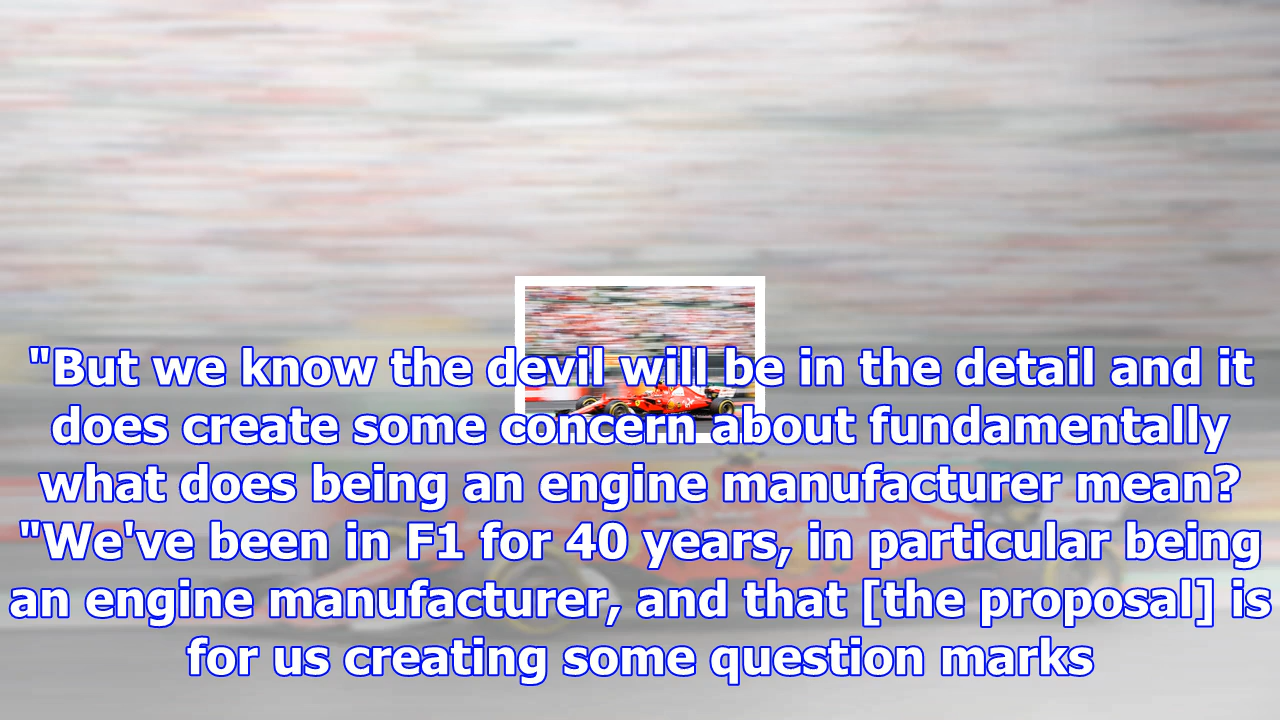 "But we know the devil will be in the detail and it
does create some concern about fundamentally
what does being an engine manufacturer mean?
"We've been in F1 for 40 years, in particular being
an engine manufacturer, and that [the proposal] is
for us creating some question marks